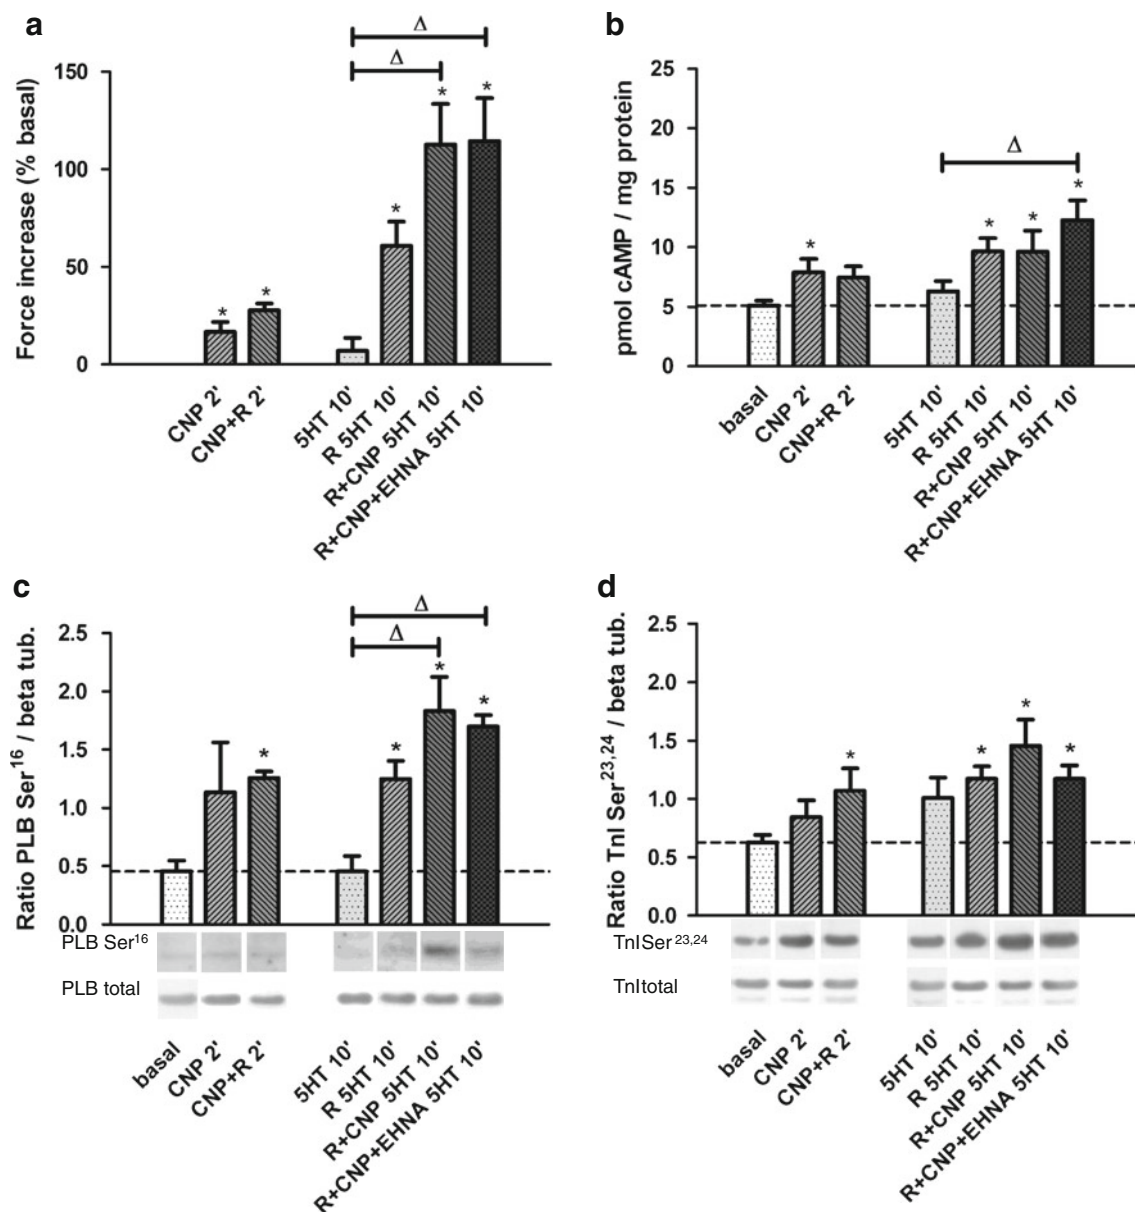 a
Δ
Δ
Force increase (% basal)
150
100
50
0
*
*
*
*
*
CNP 2'
CNP+R 2'
5HT 10'
R 5HT 10'
R+CNP 5HT 10'
R+CNP+EHNA 5HT 10'
b
pmol cAMP / mg protein
25
20
15
10
5
0
Δ
*
*
*
*
basal
CNP 2'
CNP+R 2'
5HT 10'
R 5HT 10'
R+CNP 5HT 10'
R+CNP+EHNA 5HT 10'
c
Δ
Δ
Ratio PLB Ser¹⁶ / beta tub.
2.5
2.0
1.5
1.0
0.5
0.0
*
*
*
*
PLB Ser¹⁶
PLB total
basal
CNP 2'
CNP+R 2'
5HT 10'
R 5HT 10'
R+CNP 5HT 10'
R+CNP+EHNA 5HT 10'
d
Ratio TnI Ser²³,²⁴ / beta tub.
2.5
2.0
1.5
1.0
0.5
0.0
*
*
*
*
TnISer²³,²⁴
TnItotal
basal
CNP 2'
CNP+R 2'
5HT 10'
R 5HT 10'
R+CNP 5HT 10'
R+CNP+EHNA 5HT 10'